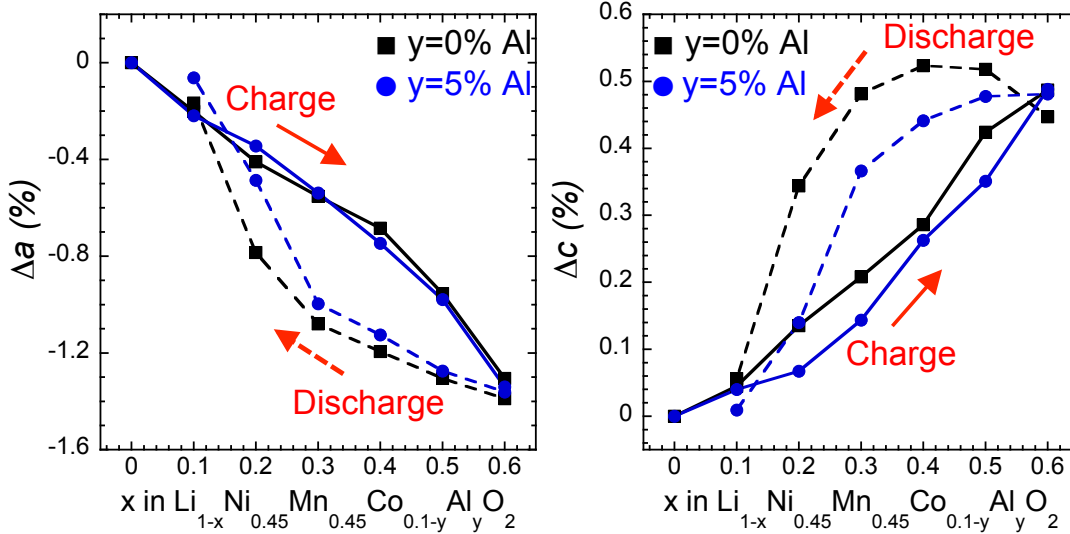 y=0% Al
y=5% Al
Charge
Discharge
Δa (%)
0
-0.4
-0.8
-1.2
-1.6
0 0.1 0.2 0.3 0.4 0.5 0.6
x in Li1-xNi0.45Mn0.45Co0.1-yAlyO2
y=0% Al
y=5% Al
Discharge
Charge
Δc (%)
0.6
0.5
0.4
0.3
0.2
0.1
0
0 0.1 0.2 0.3 0.4 0.5 0.6
x in Li1-xNi0.45Mn0.45Co0.1-yAlyO2